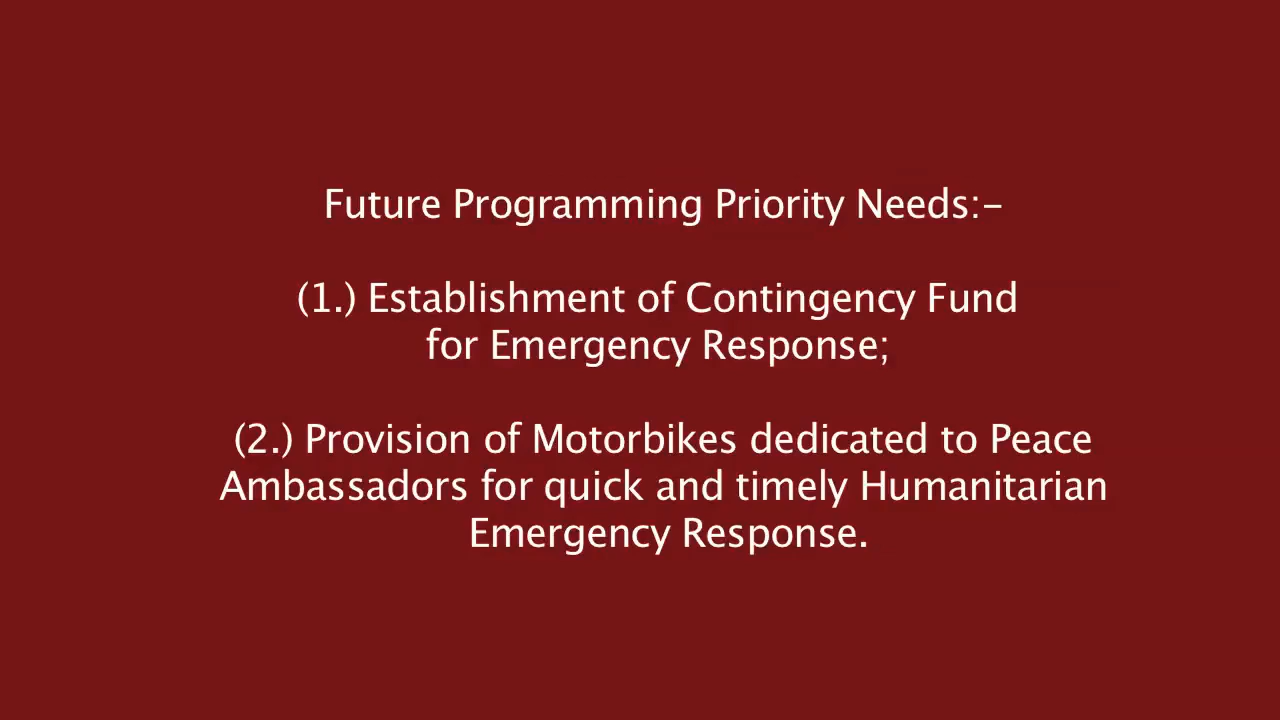 Future Programming Priority Needs:-
(1.) Establishment of Contingency Fund
for Emergency Response;
(2.) Provision of Motorbikes dedicated to Peace
Ambassadors for quick and timely Humanitarian
Emergency Response.